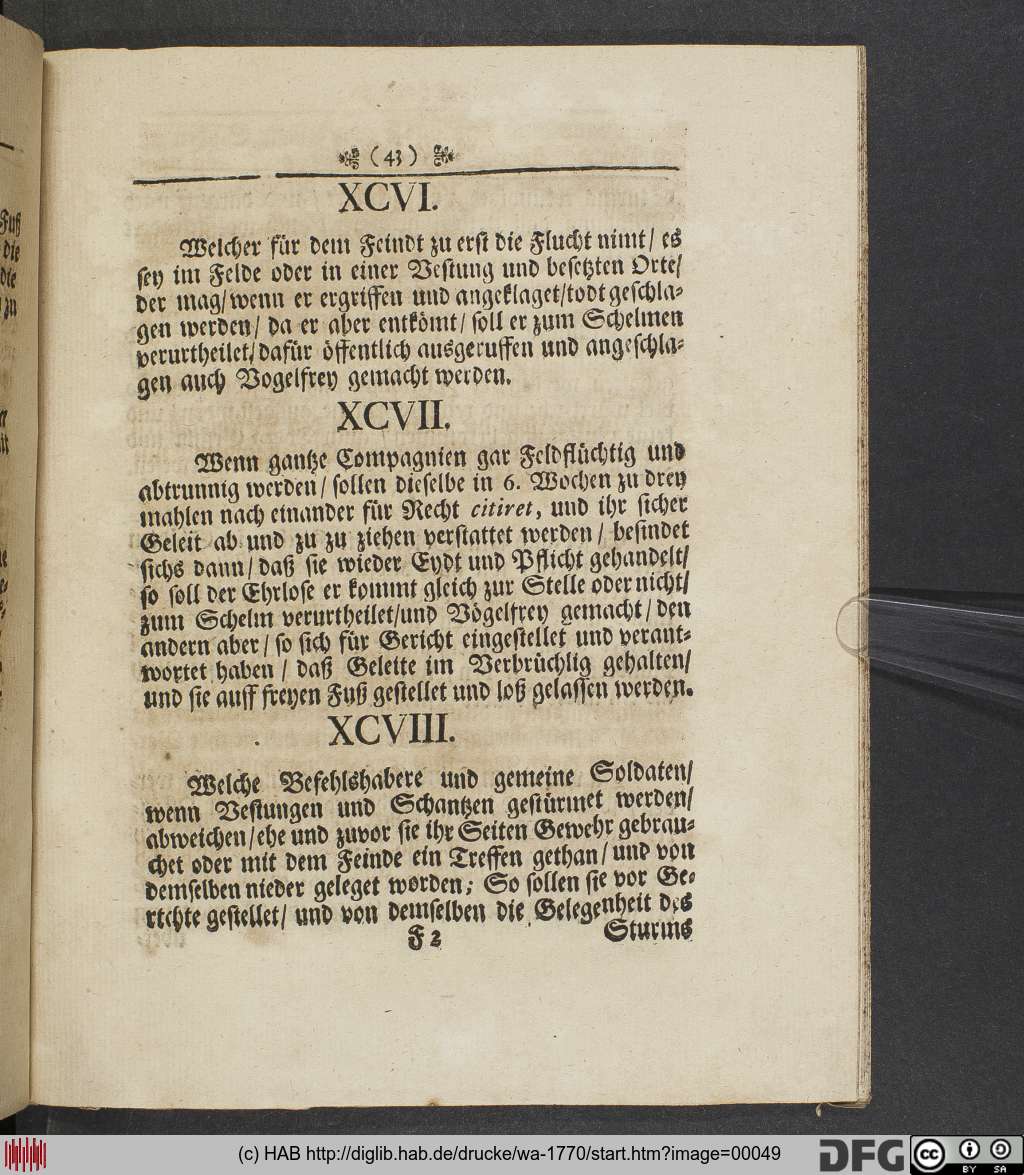 (43)
XCVI.
Welcher für dem Feindt zu erst die Flucht nimt/ es
sey im Felde oder in einer Vestung und besetzten Orte/
der mag/wenn er ergriffen und angeklaget/todt geschla-
gen werden/ da er aber entkömt/ soll er zum Schelmen
verurtheilet/dafür öffentlich ausgeruffen und angeschla-
gen auch Vogelfrey gemacht werden.
XCVII.
Wenn gantze Compagnien gar Feldflüchtig und
abtrunnig werden/ sollen dieselbe in 6. Wochen zu drey
mahlen nach einander für Recht citiret, und ihr sicher
Geleit ab und zu zu ziehen verstattet werden/ befindet
sichs dann/ daß sie wieder Eydt und Pflicht gehandelt/
so soll der Ehrlose er kommt gleich zur Stelle oder nicht/
zum Schelm verurtheilet/und Vögelfrey gemacht/ den
andern aber/ so sich für Gericht eingestellet und verant-
wortet haben/ daß Geleite im Verbrüchlig gehalten/
und sie auff freyen Fuß gestellet und loß gelassen werden.
XCVIII.
Welche Befehlshabere und gemeine Soldaten/
wenn Vestungen und Schantzen gestürmet werden/
abweichen/ehe und zuvor sie ihr Seiten Gewehr gebrau-
chet oder mit dem Feinde ein Treffen gethan/ und von
demselben nieder geleget worden; So sollen sie vor Ge-
richte gestellet/ und von demselben die Gelegenheit des
F 2 Sturms
Fuß
die
die
zu
(c) HAB http://diglib.hab.de/drucke/wa-1770/start.htm?image=00049
DFG
cc
BY SA